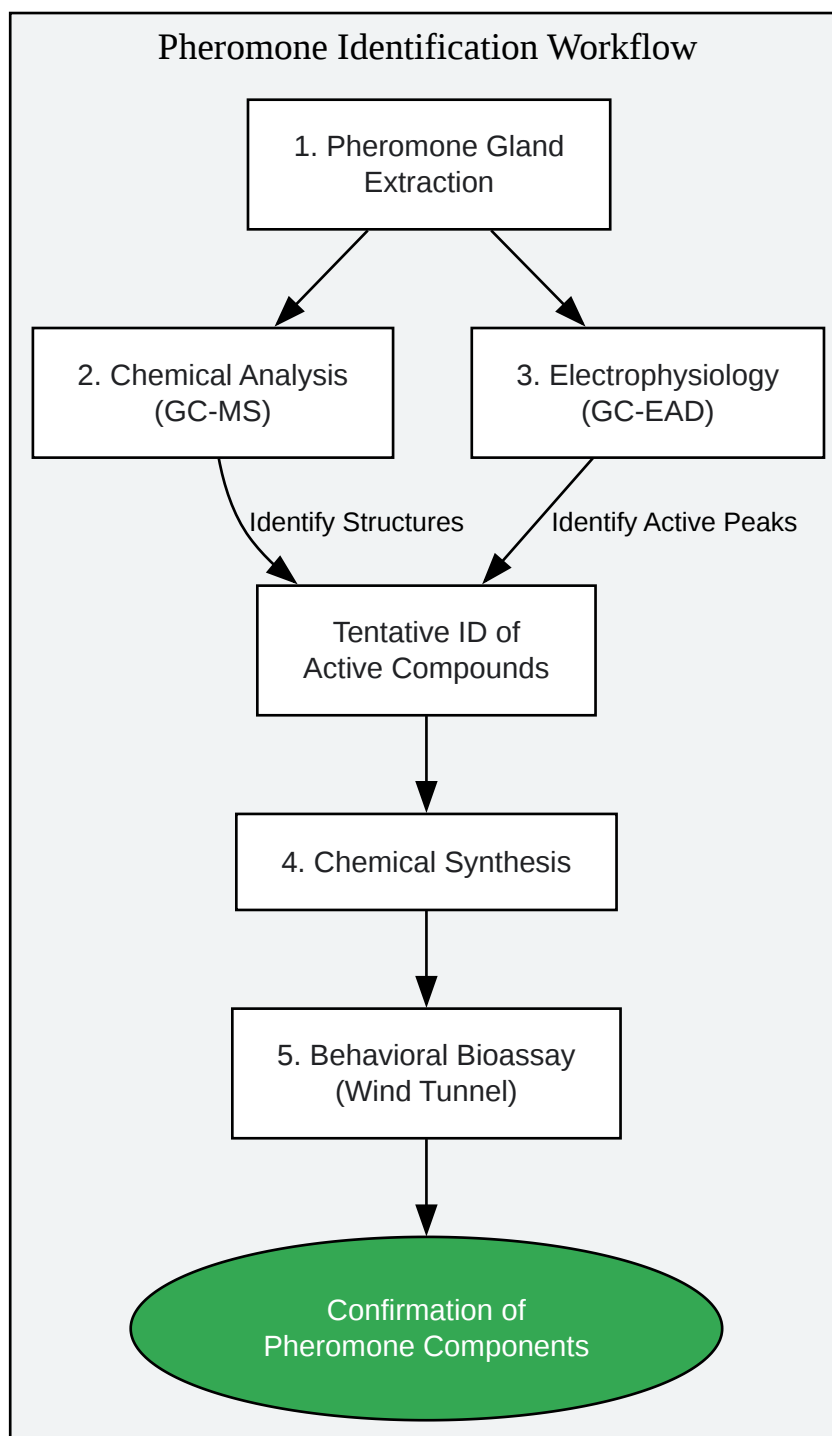 Pheromone Identification Workflow
1. Pheromone Gland
Extraction
2. Chemical Analysis
(GC-MS)
3. Electrophysiology
(GC-EAD)
Identify Structures
Identify Active Peaks
Tentative ID of
Active Compounds
4. Chemical Synthesis
5. Behavioral Bioassay
(Wind Tunnel)
Confirmation of
Pheromone Components